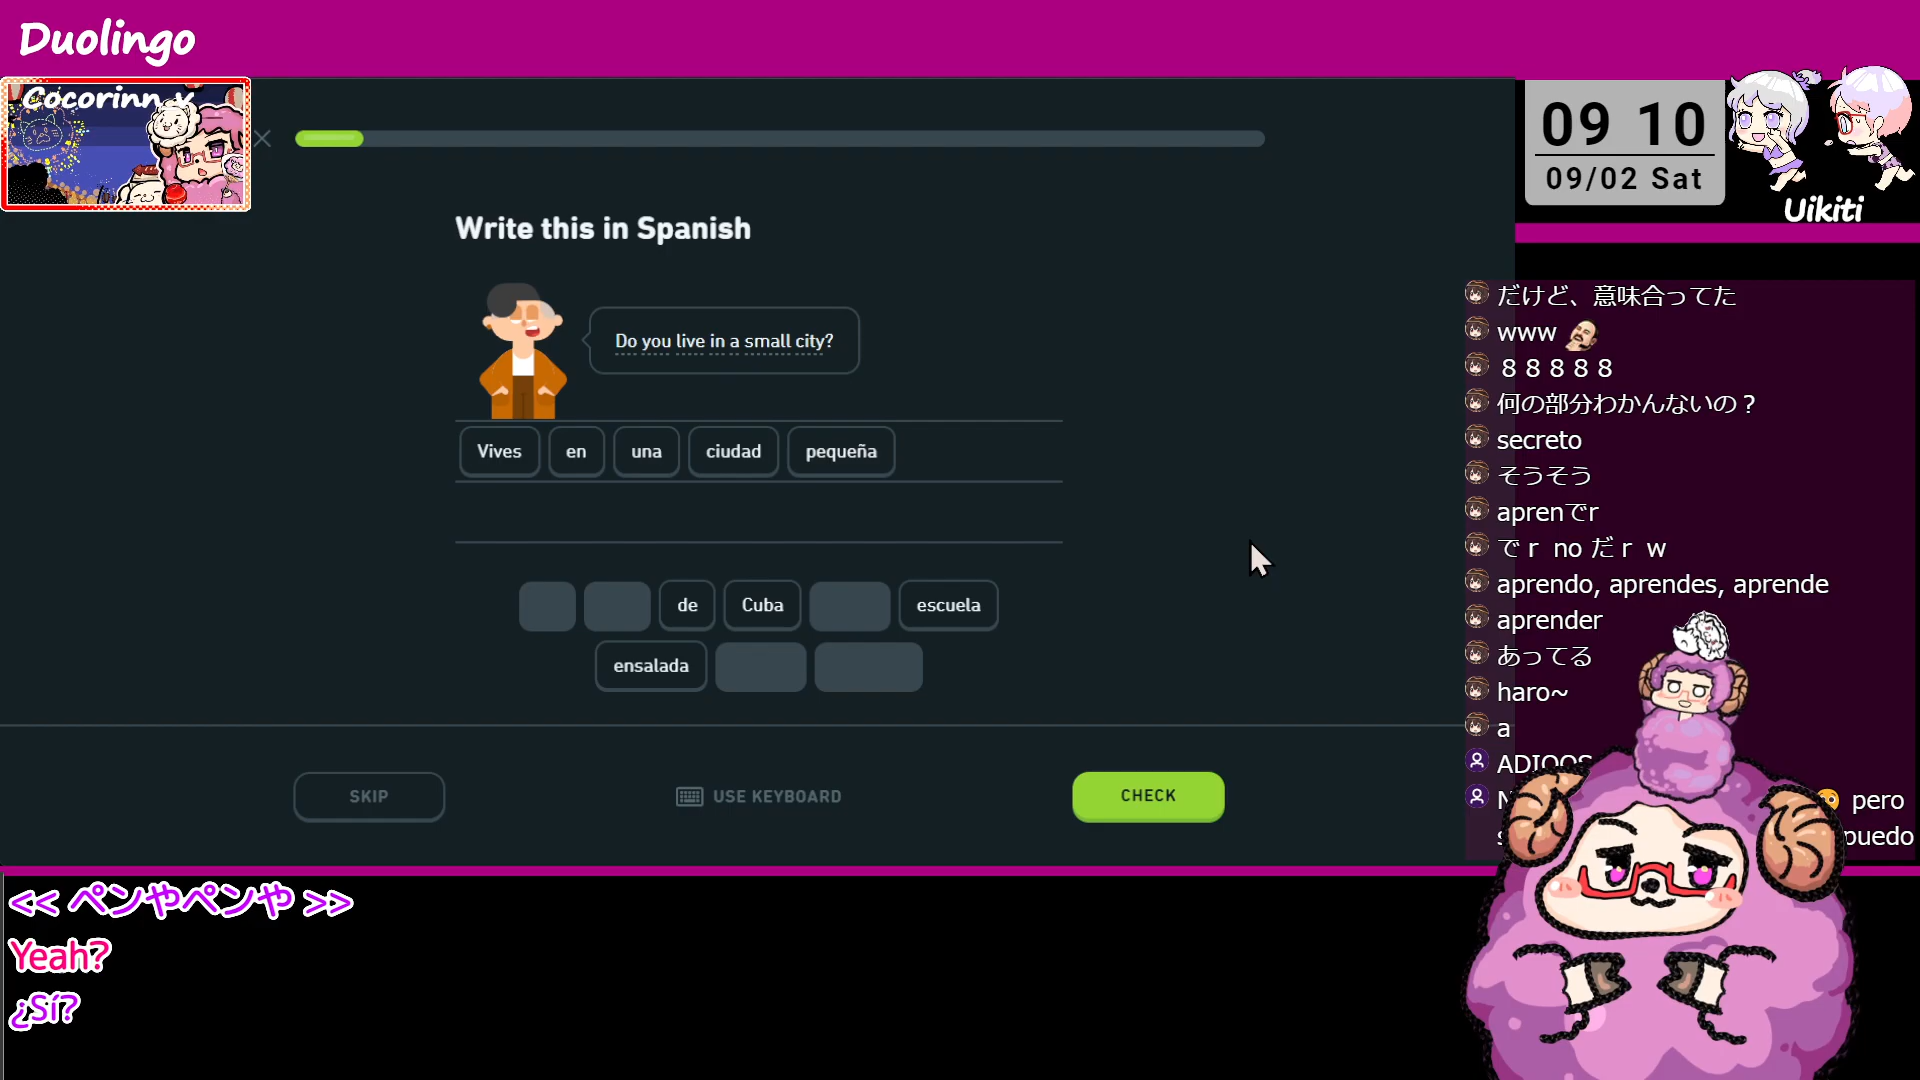 Duolingo
Cocorinn_y
09 10
09/02 Sat
Uikiti
Write this in Spanish
Do you live in a small city?
Vives en una ciudad pequeña
de Cuba escuela
ensalada
SKIP
USE KEYBOARD
CHECK
だけど、意味合ってた
www
８８８８８
何の部分わかんないの？
secreto
そうそう
aprenでr
でｒ no だｒ ｗ
aprendo, aprendes, aprende
aprender
あってる
haro~
a
ADIOOS
pero
puedo
<< ペンやペンや >>
Yeah?
¿Sí?